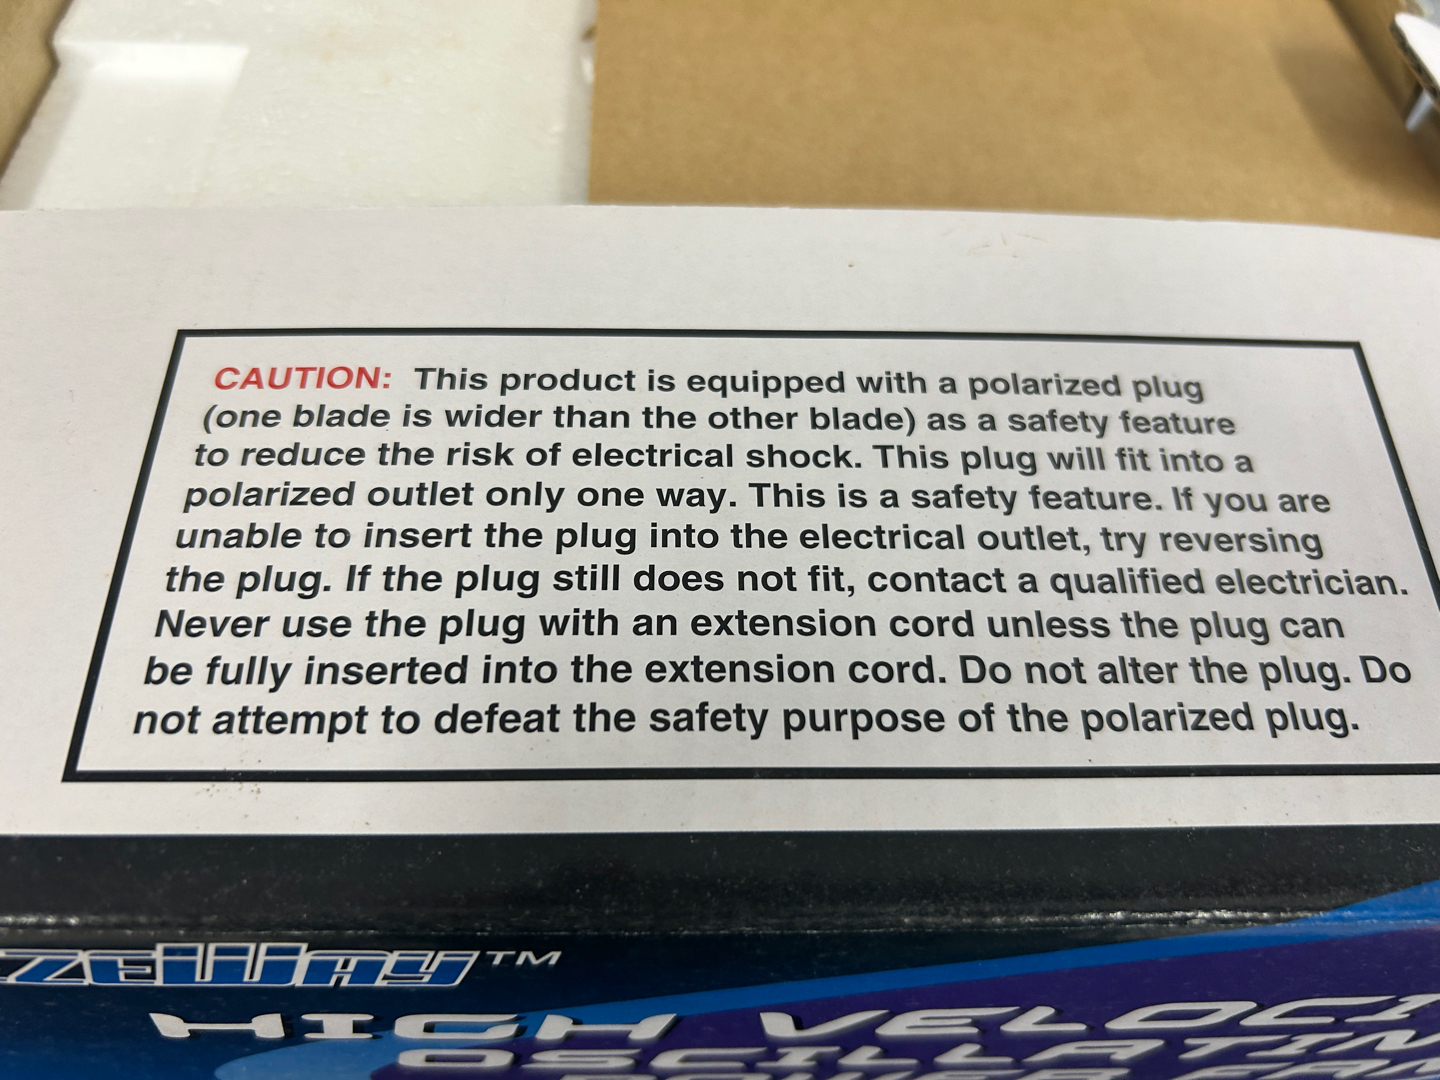 CAUTION: This product is equipped with a polarized plug
(one blade is wider than the other blade) as a safety feature
to reduce the risk of electrical shock. This plug will fit into a
polarized outlet only one way. This is a safety feature. If you are
unable to insert the plug into the electrical outlet, try reversing
the plug. If the plug still does not fit, contact a qualified electrician.
Never use the plug with an extension cord unless the plug can
be fully inserted into the extension cord. Do not alter the plug. Do
not attempt to defeat the safety purpose of the polarized plug.
zeWay™
HIGH VELOCI
OSCILLATIN
POWER FAN